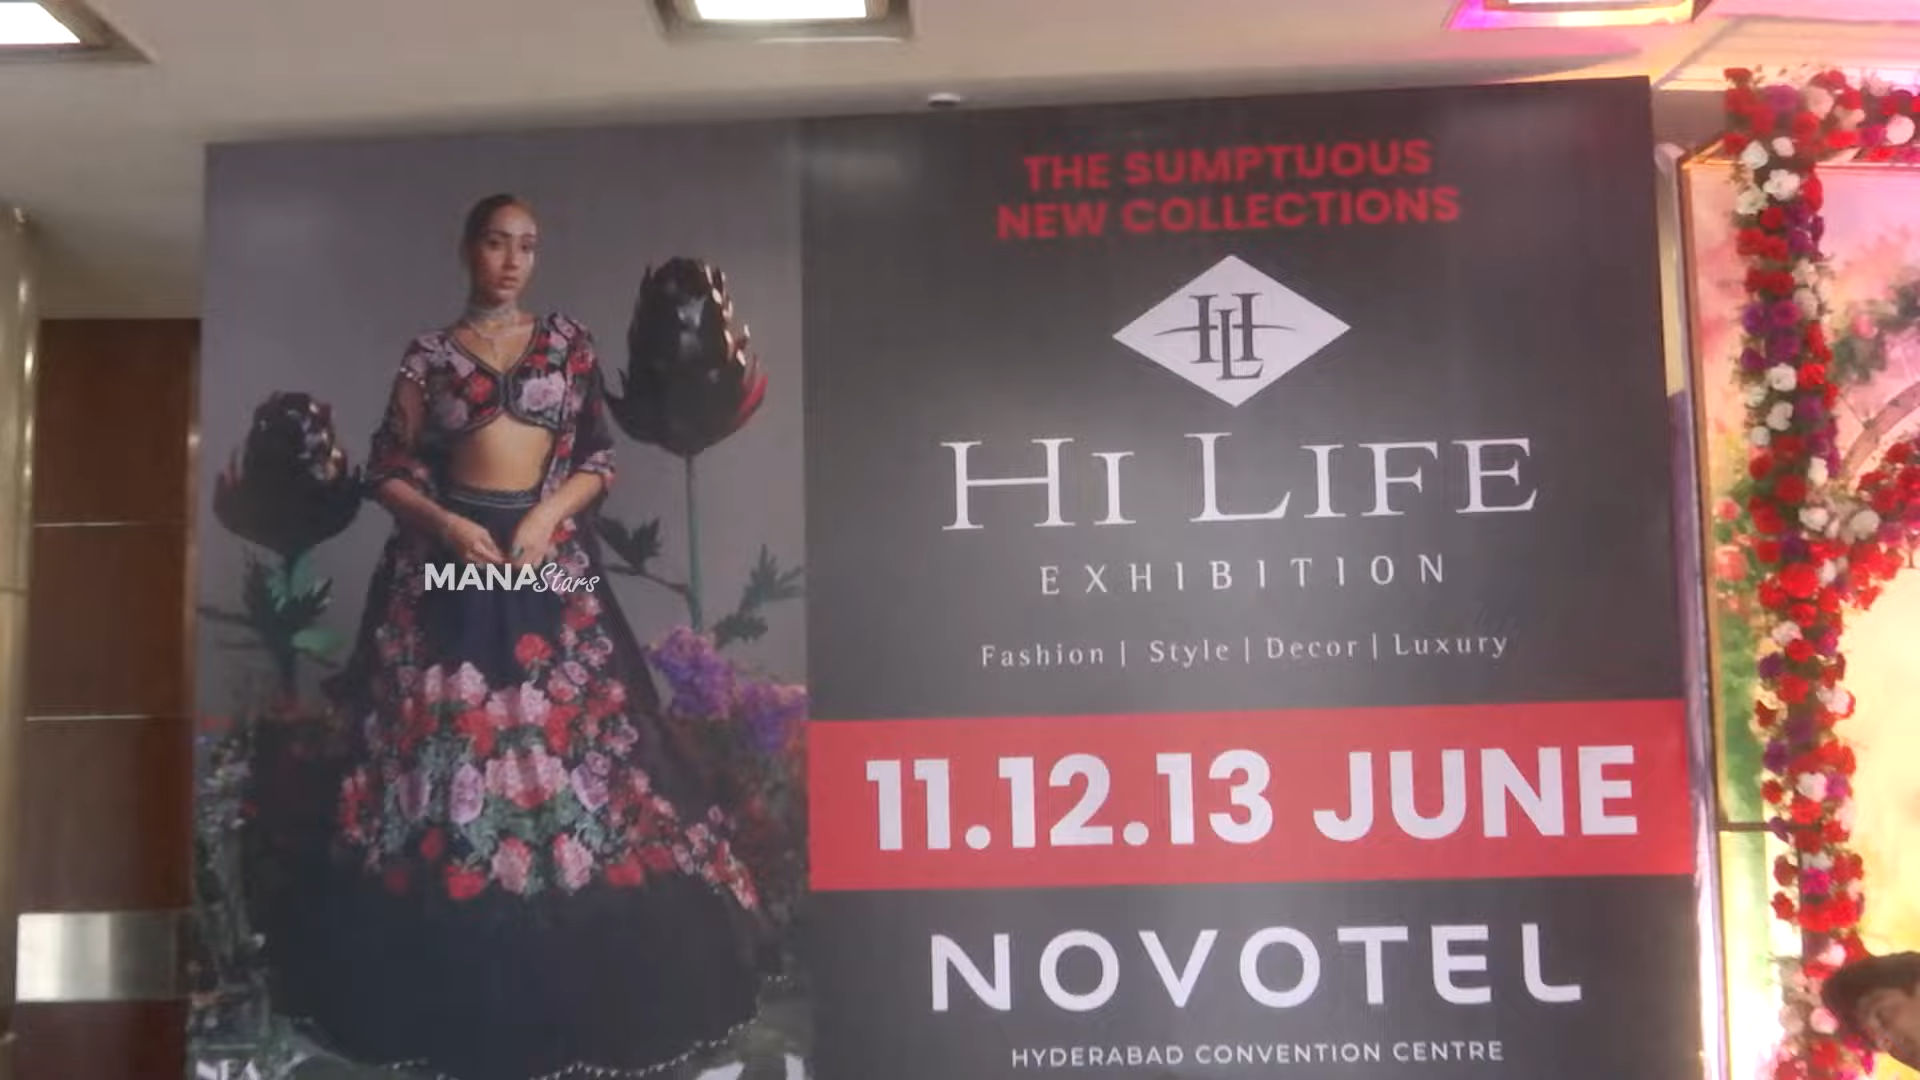 THE SUMPTUOUS
NEW COLLECTIONS
HL
HI LIFE
EXHIBITION
Fashion | Style | Decor | Luxury
11.12.13 JUNE
NOVOTEL
HYDERABAD CONVENTION CENTRE
MANA Stars